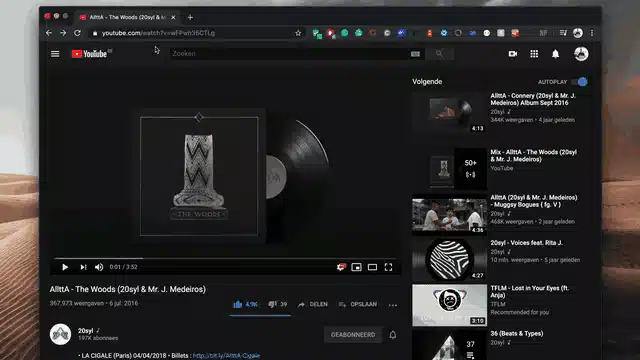 AllttA - The Woods (20syl & M
youtube.com/watch?v=wFPwh35CTLg
YouTube
Zoeken
THE WOODS
0:01 / 3:52
AllttA - The Woods (20syl & Mr. J. Medeiros)
367,973 weergaven • 6 jul. 2016
4,9K
39
DELEN
OPSLAAN
20syl
197K abonnees
GEABONNEERD
• LA CIGALE (Paris) 04/04/2018 • Billets : http://bit.ly/AlltA-Cigale
Volgende
AUTOPLAY
AllttA - Connery (20syl & Mr. J.
Medeiros) Album Sept 2016
20syl
344K weergaven • 4 jaar geleden
4:13
Mix - AllttA - The Woods (20syl
& Mr. J. Medeiros)
YouTube
50+
AllttA (20syl & Mr. J. Medeiros)
- Muggsy Bogues ( fg. V )
20syl
468K weergaven • 2 jaar geleden
4:36
20syl - Voices feat. Rita J.
20syl
10 mln. weergaven • 5 jaar geleden
4:27
TFLM - Lost in Your Eyes (ft.
Anja)
TFLM
Recommended for you
3:10
36 (Beats & Types)
20syl
37